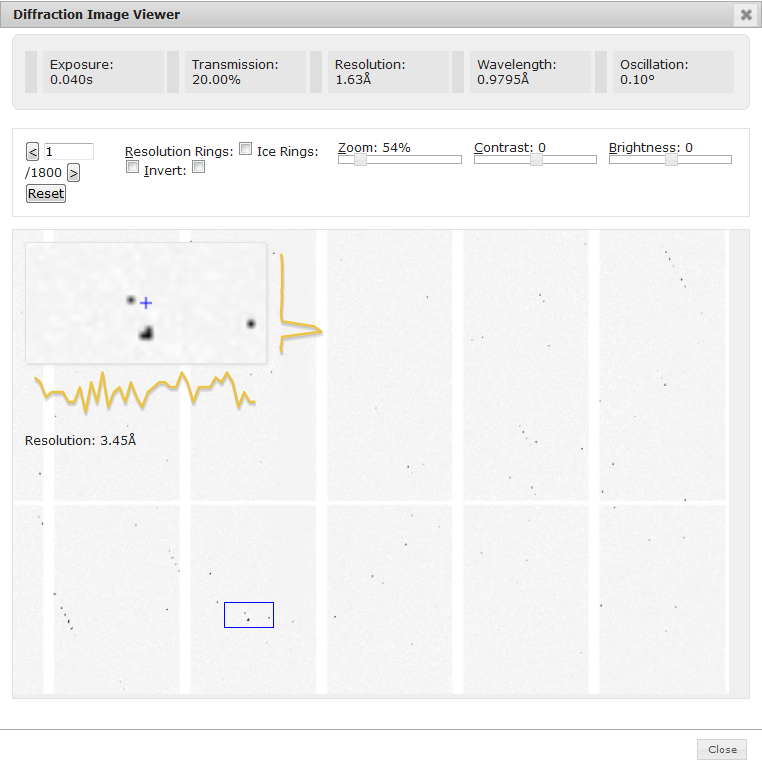 Diffraction Image Viewer
Exposure:
0.040s
Transmission:
20.00%
Resolution:
1.63Å
Wavelength:
0.9795Å
Oscillation:
0.10°
< 1
/1800 >
Reset
Resolution Rings: Ice Rings:
Invert:
Zoom: 54%
Contrast: 0
Brightness: 0
Resolution: 3.45Å
Close